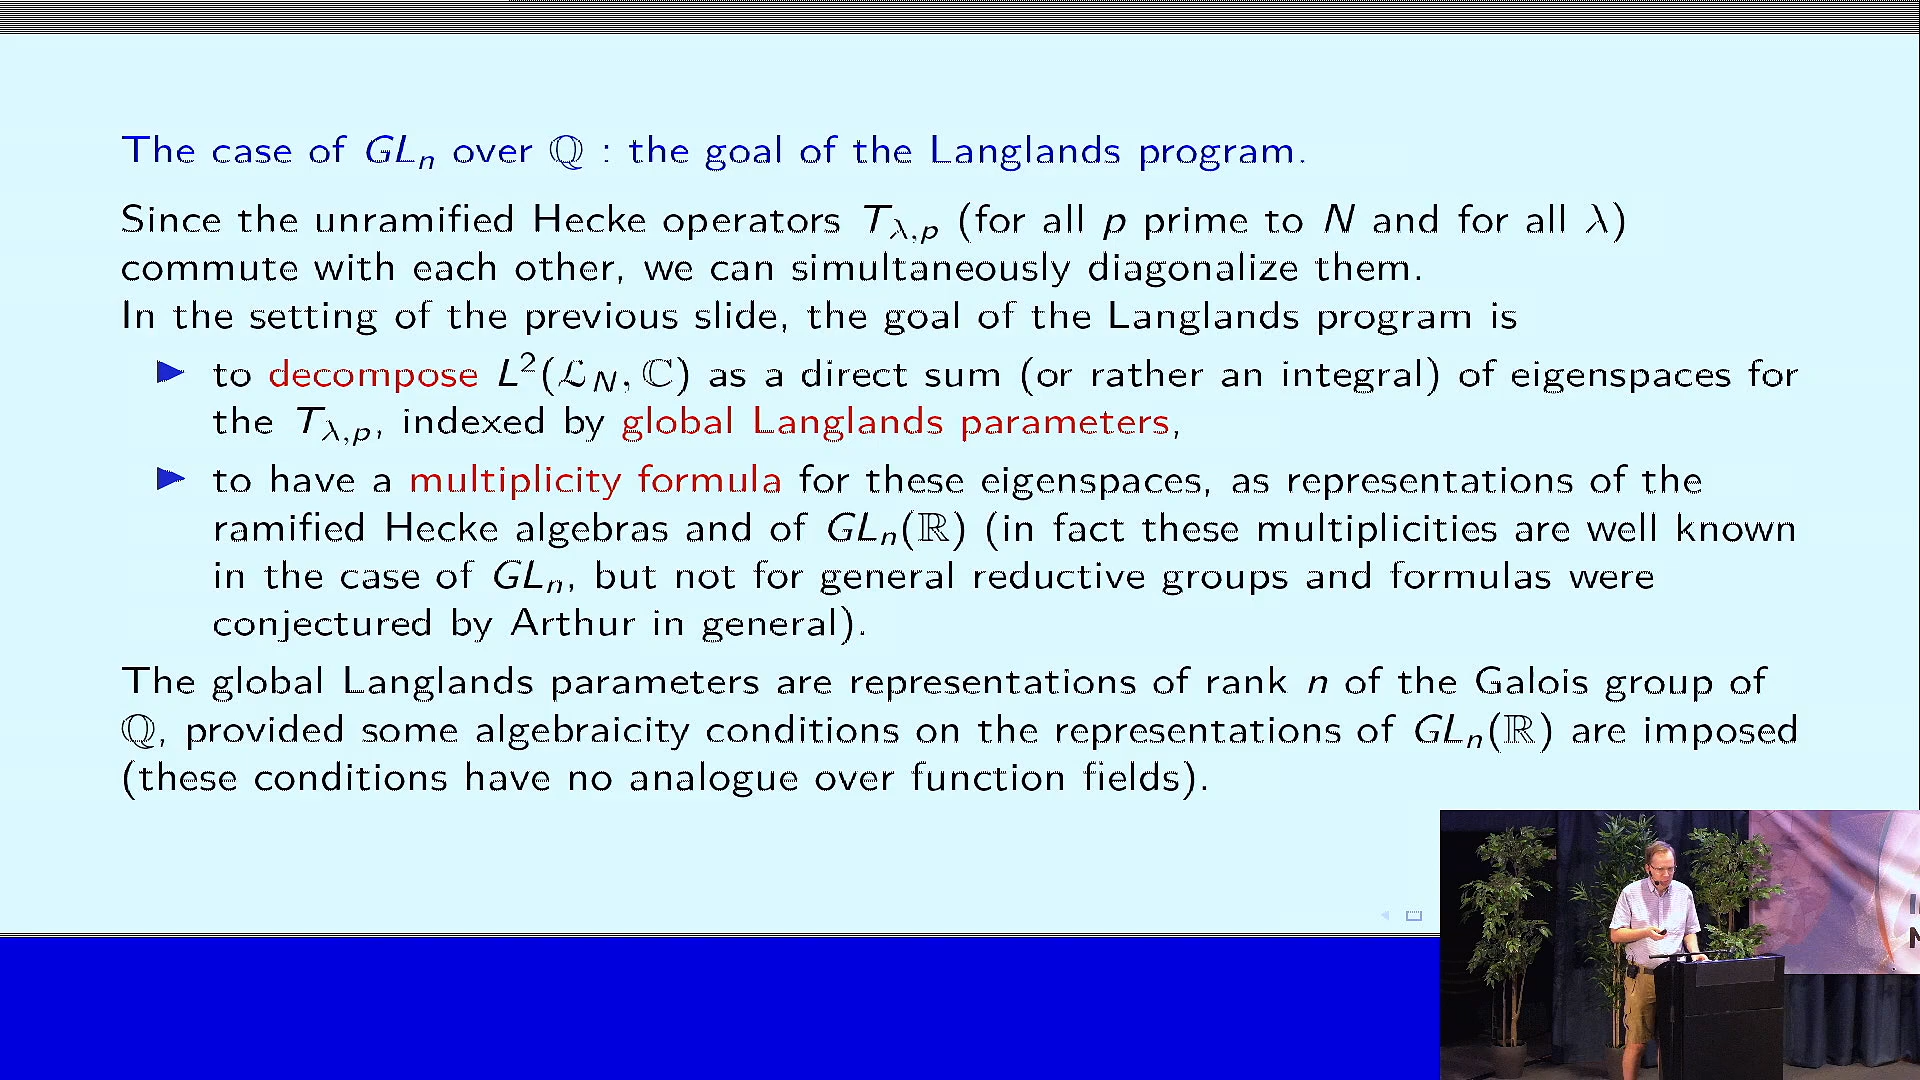 The case of GLₙ over ℚ : the goal of the Langlands program.
Since the unramified Hecke operators T_{λ,p} (for all p prime to N and for all λ)
commute with each other, we can simultaneously diagonalize them.
In the setting of the previous slide, the goal of the Langlands program is
▶ to decompose L²(ℒ_N, ℂ) as a direct sum (or rather an integral) of eigenspaces for
the T_{λ,p}, indexed by global Langlands parameters,
▶ to have a multiplicity formula for these eigenspaces, as representations of the
ramified Hecke algebras and of GLₙ(ℝ) (in fact these multiplicities are well known
in the case of GLₙ, but not for general reductive groups and formulas were
conjectured by Arthur in general).
The global Langlands parameters are representations of rank n of the Galois group of
ℚ, provided some algebraicity conditions on the representations of GLₙ(ℝ) are imposed
(these conditions have no analogue over function fields).